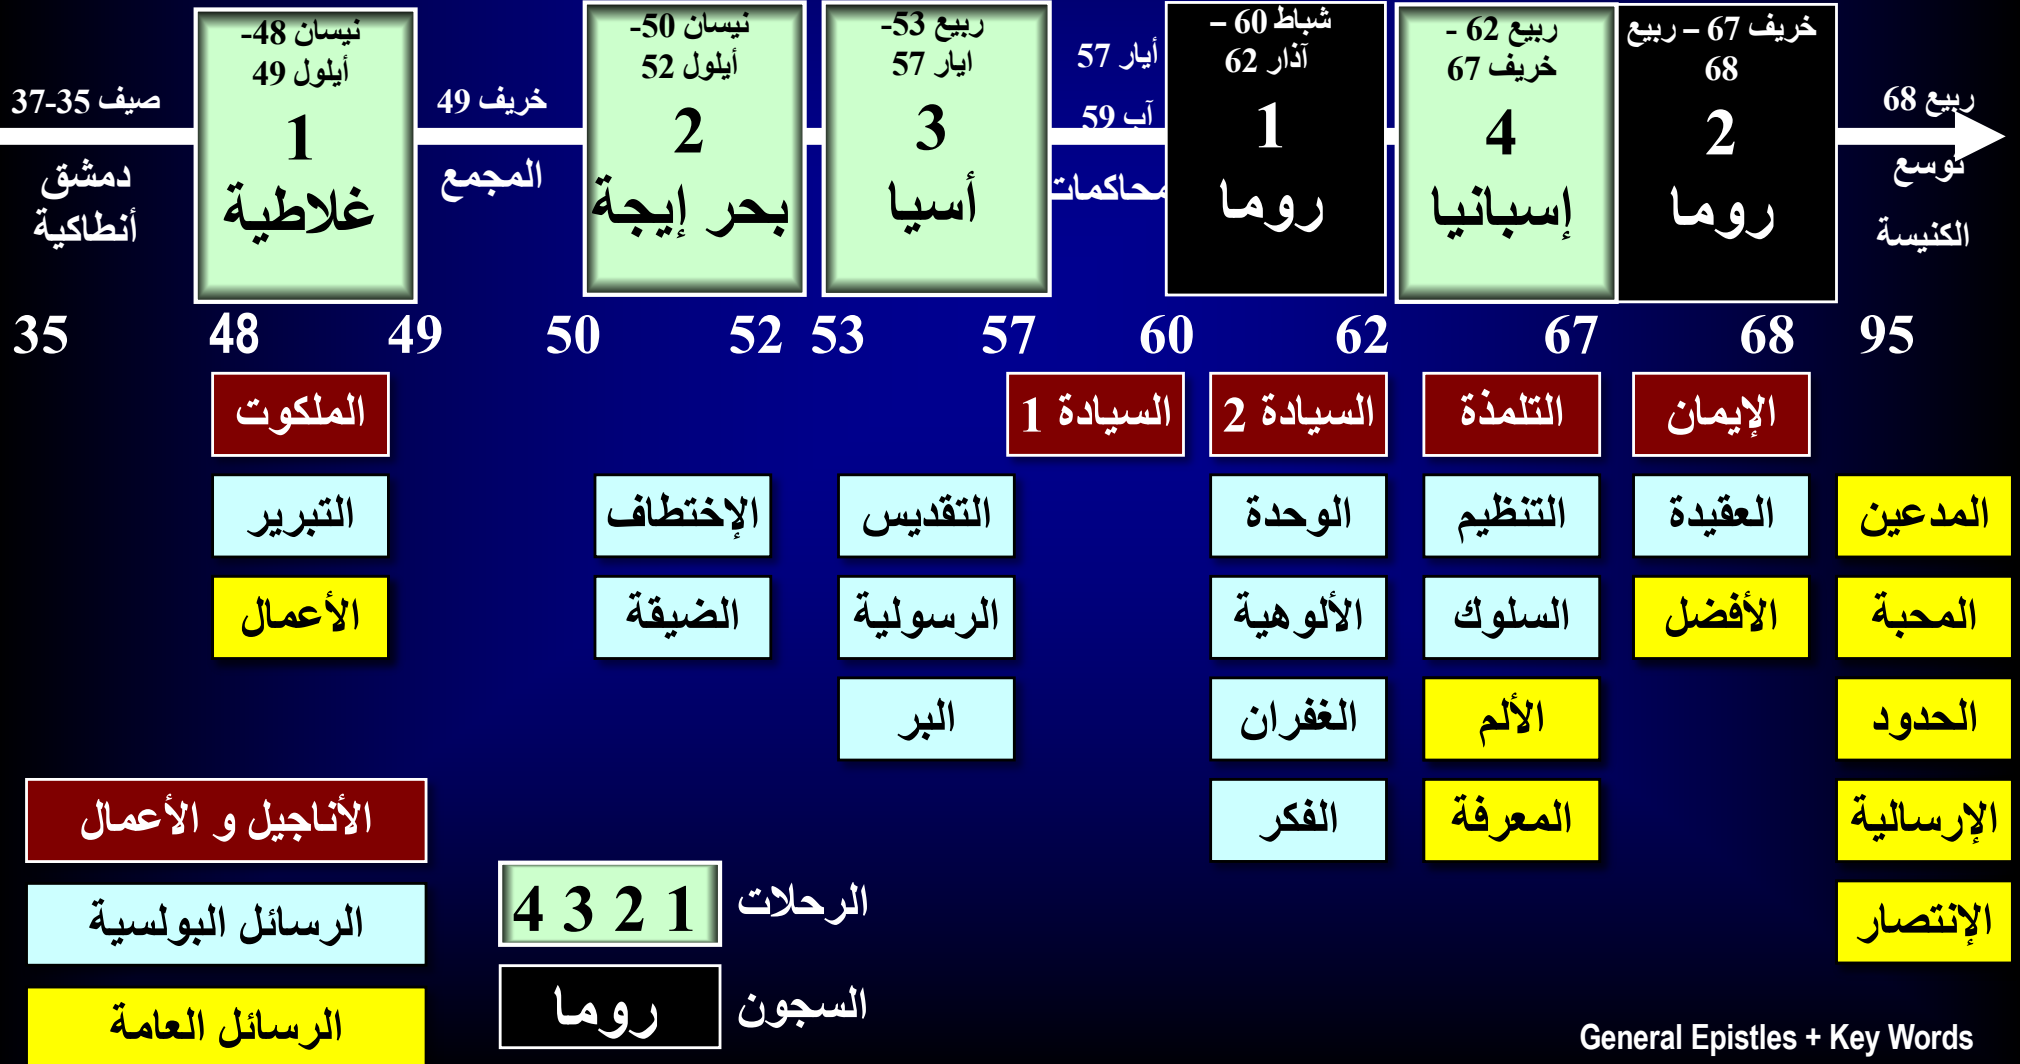 صيف 35-37
دمشق
أنطاكية
نيسان 48-
أيلول 49
1
غلاطية
خريف 49
المجمع
نيسان 50-
أيلول 52
2
بحر إيجة
ربيع 53-
ايار 57
3
أسيا
أيار 57
آب 59
محاكمات
شباط 60 –
آذار 62
1
روما
ربيع 62 -
خريف 67
4
إسبانيا
خريف 67 – ربيع
68
2
روما
ربيع 68
توسع
الكنيسة
35 48 49 50 52 53 57 60 62 67 68 95
الملكوت
السيادة 1
السيادة 2
التلمذة
الإيمان
التبرير
الإختطاف
التقديس
الوحدة
التنظيم
العقيدة
المدعين
الأعمال
الضيقة
الرسولية
الألوهية
السلوك
الأفضل
المحبة
البر
الغفران
الألم
الحدود
الفكر
المعرفة
الإرسالية
الإنتصار
الأناجيل و الأعمال
الرسائل البولسية
الرسائل العامة
4 3 2 1
الرحلات
روما
السجون
General Epistles + Key Words